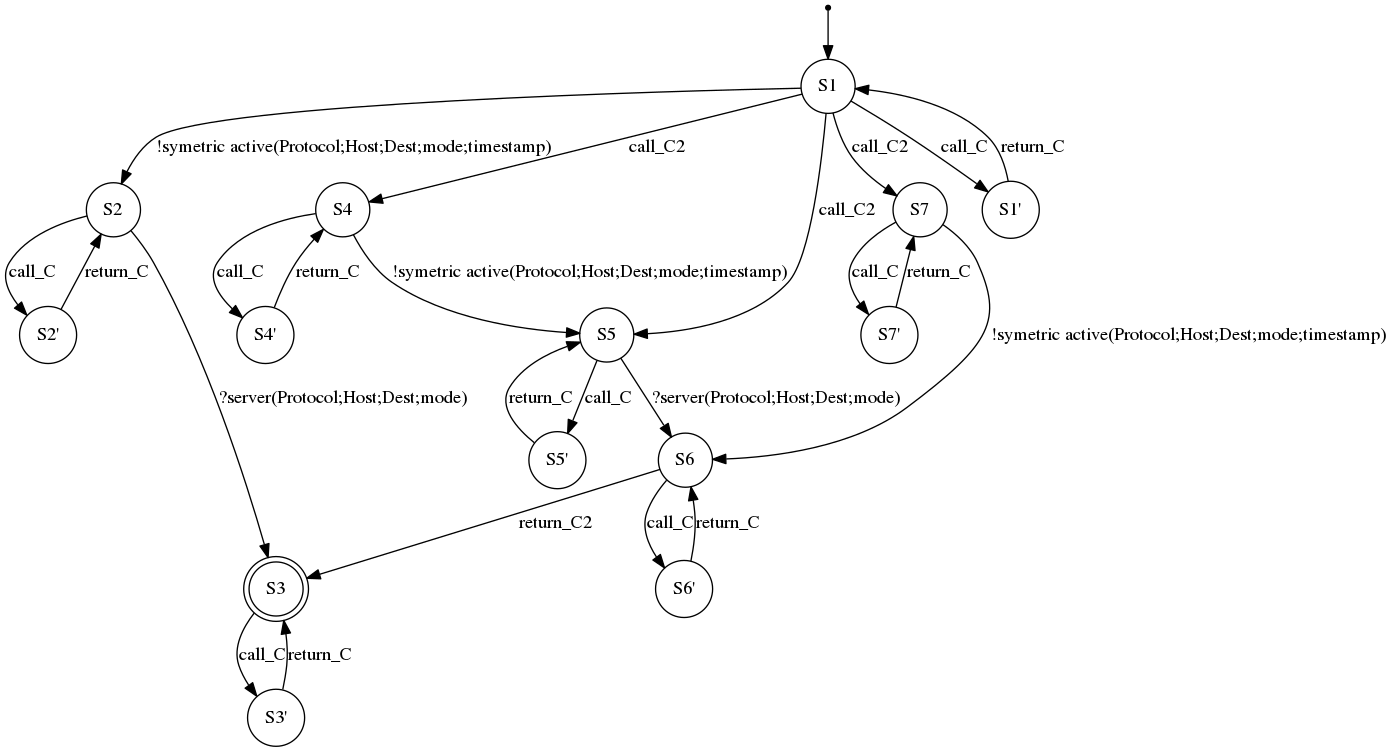 S1
!symetric active(Protocol;Host;Dest;mode;timestamp)
call_C2
call_C2
call_C
return_C
S2
S4
call_C2
S7
S1'
call_C
return_C
call_C
return_C
!symetric active(Protocol;Host;Dest;mode;timestamp)
call_C
return_C
S2'
S4'
S5
S7'
!symetric active(Protocol;Host;Dest;mode;timestamp)
?server(Protocol;Host;Dest;mode)
return_C
call_C
?server(Protocol;Host;Dest;mode)
S5'
S6
return_C2
call_C
return_C
S3
S6'
call_C
return_C
S3'